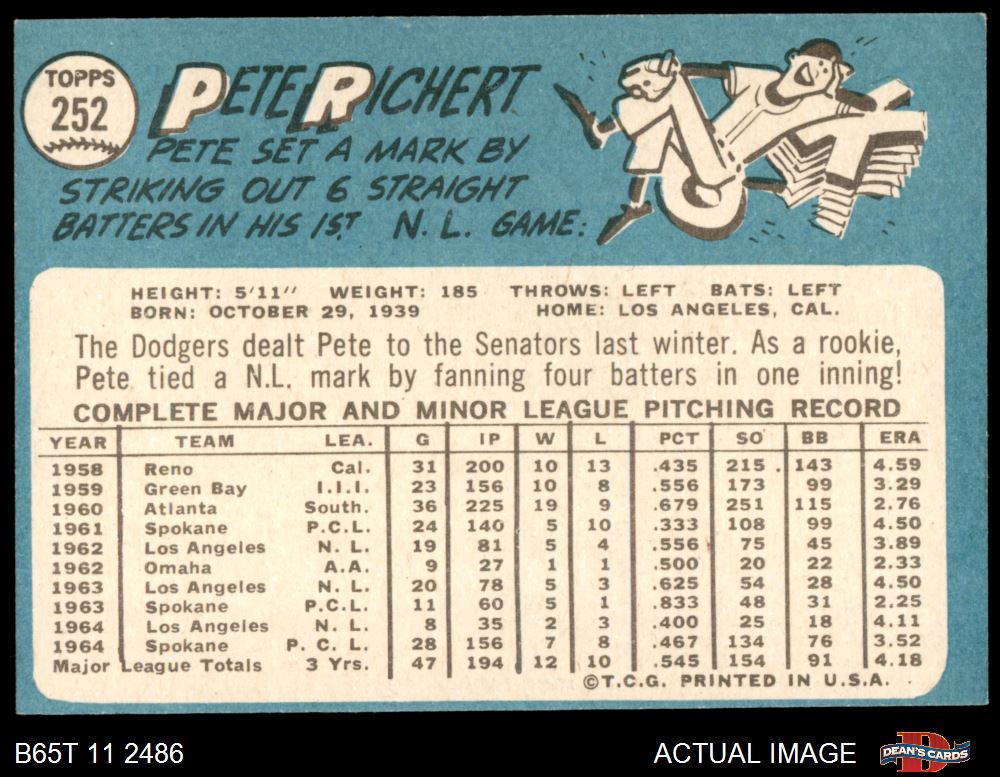 TOPPS
252
PETE RICHERT
PETE SET A MARK BY
STRIKING OUT 6 STRAIGHT
BATTERS IN HIS 1ST. N. L. GAME:
HEIGHT: 5'11" WEIGHT: 185 THROWS: LEFT BATS: LEFT
BORN: OCTOBER 29, 1939 HOME: LOS ANGELES, CAL.
The Dodgers dealt Pete to the Senators last winter. As a rookie,
Pete tied a N.L. mark by fanning four batters in one inning!
COMPLETE MAJOR AND MINOR LEAGUE PITCHING RECORD
YEAR TEAM LEA. G IP W L PCT SO BB ERA
1958 Reno Cal. 31 200 10 13 .435 215 143 4.59
1959 Green Bay I.I.I. 23 156 10 8 .556 173 99 3.29
1960 Atlanta South. 36 225 19 9 .679 251 115 2.76
1961 Spokane P.C.L. 24 140 5 10 .333 108 99 4.50
1962 Los Angeles N. L. 19 81 5 4 .556 75 45 3.89
1962 Omaha A.A. 9 27 1 1 .500 20 22 2.33
1963 Los Angeles N. L. 20 78 5 3 .625 54 28 4.50
1963 Spokane P.C.L. 11 60 5 1 .833 48 31 2.25
1964 Los Angeles N. L. 8 35 2 3 .400 25 18 4.11
1964 Spokane P. C. L. 28 156 7 8 .467 134 76 3.52
Major League Totals 3 Yrs. 47 194 12 10 .545 154 91 4.18
©T.C.G. PRINTED IN U.S.A.
B65T 11 2486 ACTUAL IMAGE
DEAN'S CARDS